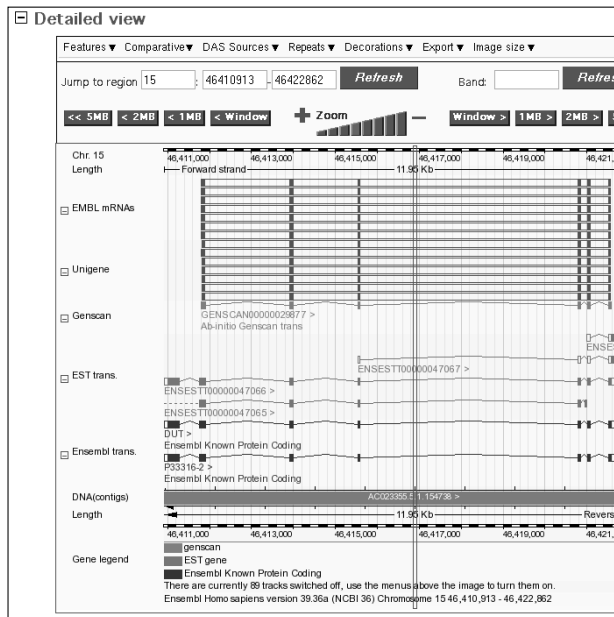 Detailed view
Features ▼ Comparative▼ DAS Sources ▼ Repeats ▼ Decorations ▼ Export ▼ Image size ▼
Jump to region 15 : 46410913 - 46422862 Refresh Band: Refres
<< 5MB < 2MB < 1MB < Window + Zoom − Window > 1MB > 2MB >
Chr. 15 46,411,000 46,413,000 46,415,000 46,417,000 46,419,000 46,421,
Length Forward strand 11.95 Kb
EMBL mRNAs
Unigene
Genscan
GENSCAN00000029877 >
Ab-initio Genscan trans
ENSES
ENSESTT00000047067 >
EST trans.
ENSESTT00000047066 >
ENSESTT00000047065 >
DUT >
Ensembl Known Protein Coding
Ensembl trans.
P33316-2 >
Ensembl Known Protein Coding
DNA(contigs) AC023355.5.1.154738 >
Length 11.95 Kb Revers
46,411,000 46,413,000 46,415,000 46,417,000 46,419,000 46,421,
Gene legend
genscan
EST gene
Ensembl Known Protein Coding
There are currently 89 tracks switched off, use the menus above the image to turn them on.
Ensembl Homo sapiens version 39.36a (NCBI 36) Chromosome 15 46,410,913 - 46,422,862